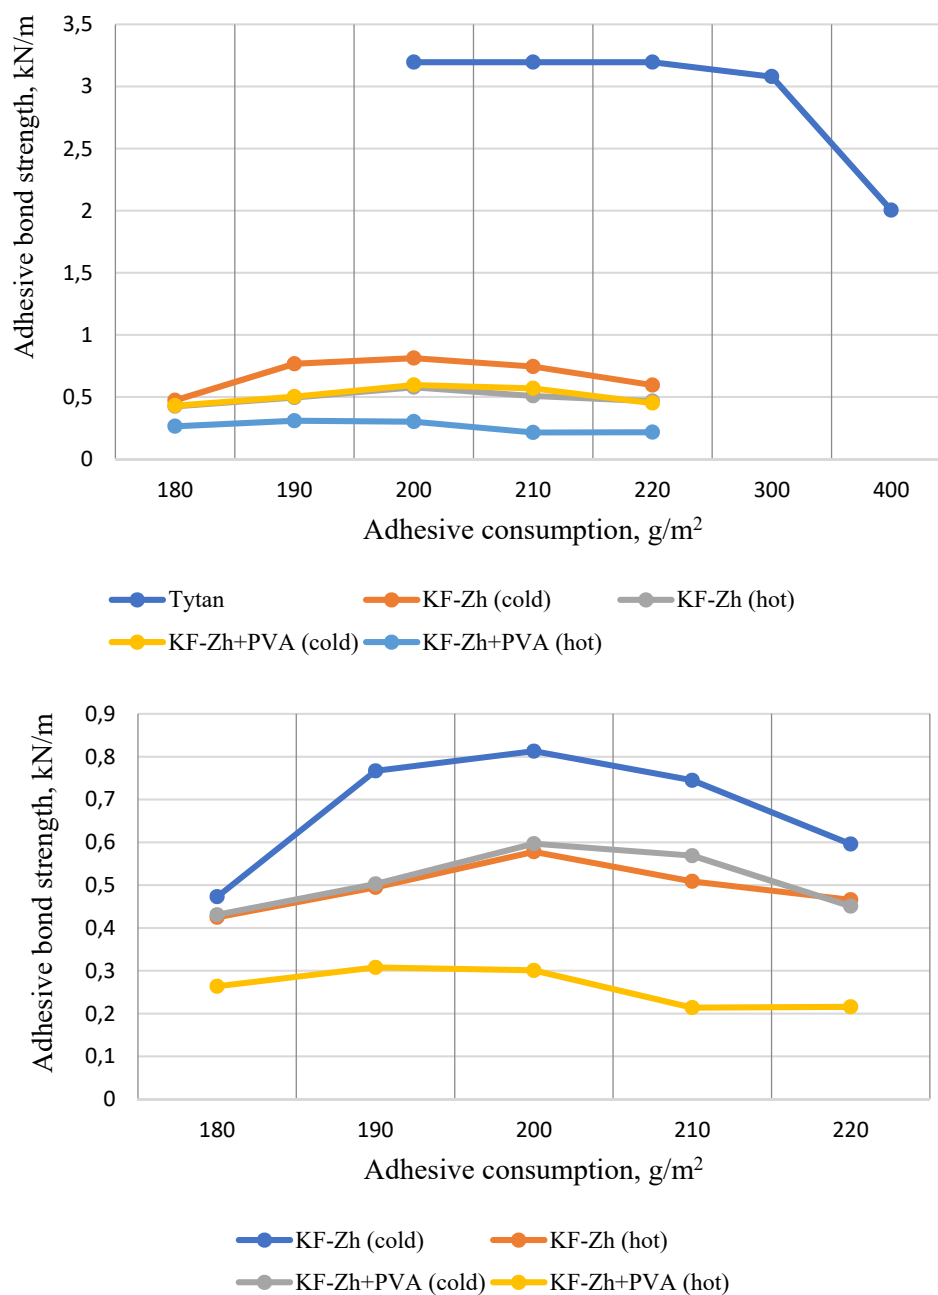 Adhesive bond strength, kN/m
3,5
3
2,5
2
1,5
1
0,5
0
180 190 200 210 220 300 400
Adhesive consumption, g/m²
Tytan KF-Zh (cold) KF-Zh (hot)
KF-Zh+PVA (cold) KF-Zh+PVA (hot)
Adhesive bond strength, kN/m
0,9
0,8
0,7
0,6
0,5
0,4
0,3
0,2
0,1
0
180 190 200 210 220
Adhesive consumption, g/m²
KF-Zh (cold) KF-Zh (hot)
KF-Zh+PVA (cold) KF-Zh+PVA (hot)